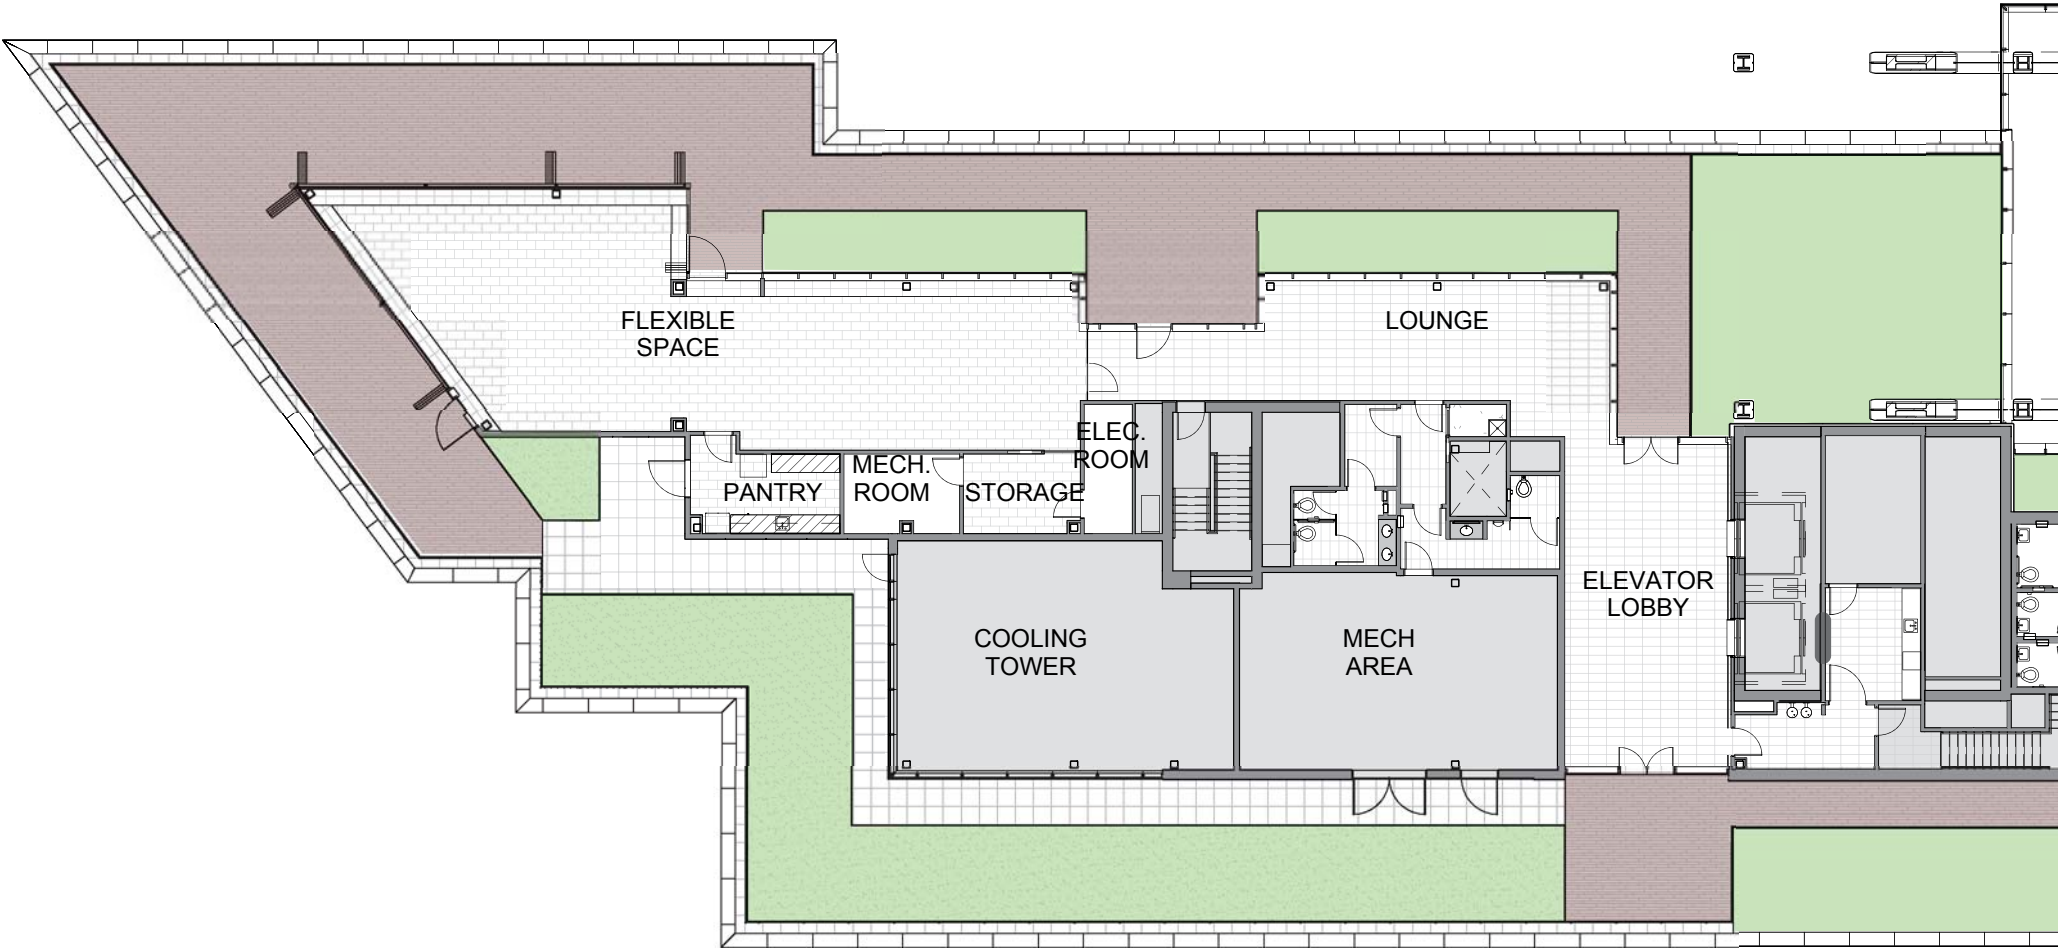 FLEXIBLE
SPACE
LOUNGE
ELEC.
ROOM
MECH.
ROOM
PANTRY
STORAGE
ELEVATOR
LOBBY
COOLING
TOWER
MECH
AREA